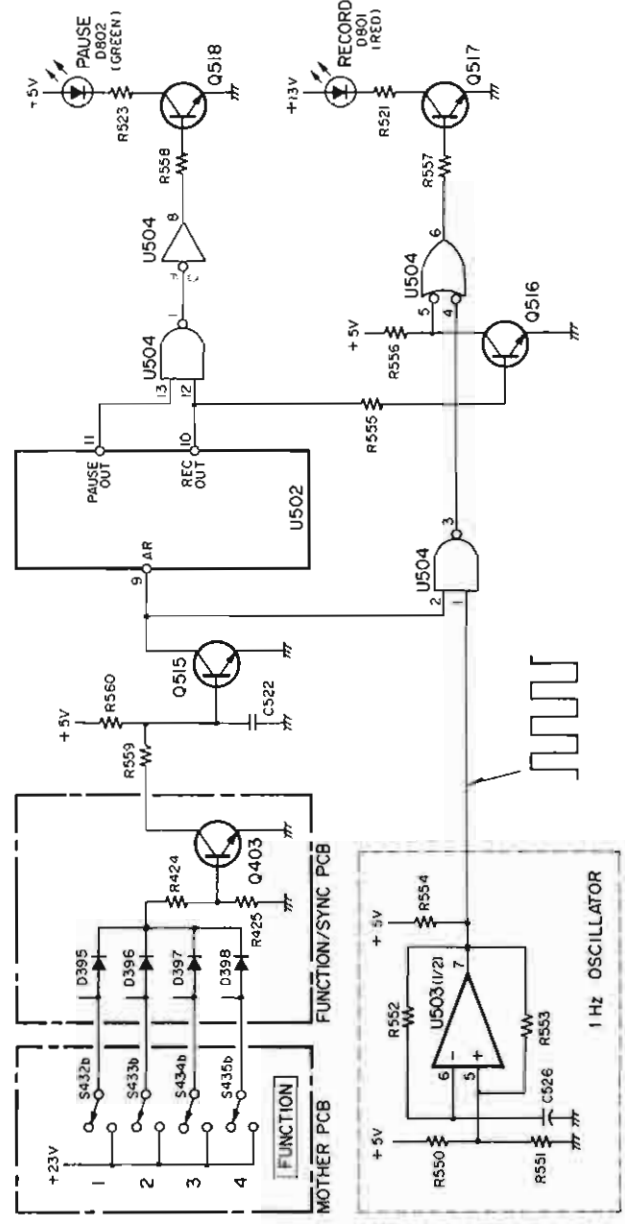 +5V
PAUSE
D802
(GREEN)
R523
Q518
R558
8
U504
1
U504
13
12
11
PAUSE
OUT
10
REC
OUT
U502
AR
9
+13V
RECORD
D801
(RED)
R521
Q517
R557
6
U504
5
4
+5V
R556
Q516
R555
3
U504
2
1
+5V
R560
Q515
R559
C522
R424
Q403
R425
D395
D396
D397
D398
FUNCTION/SYNC PCB
+23V
1
2
3
4
S432b
S433b
S434b
S435b
FUNCTION
MOTHER PCB
+5V
R554
R552
U503(1/2)
7
6
5
R553
C526
+5V
R550
R551
1 Hz OSCILLATOR